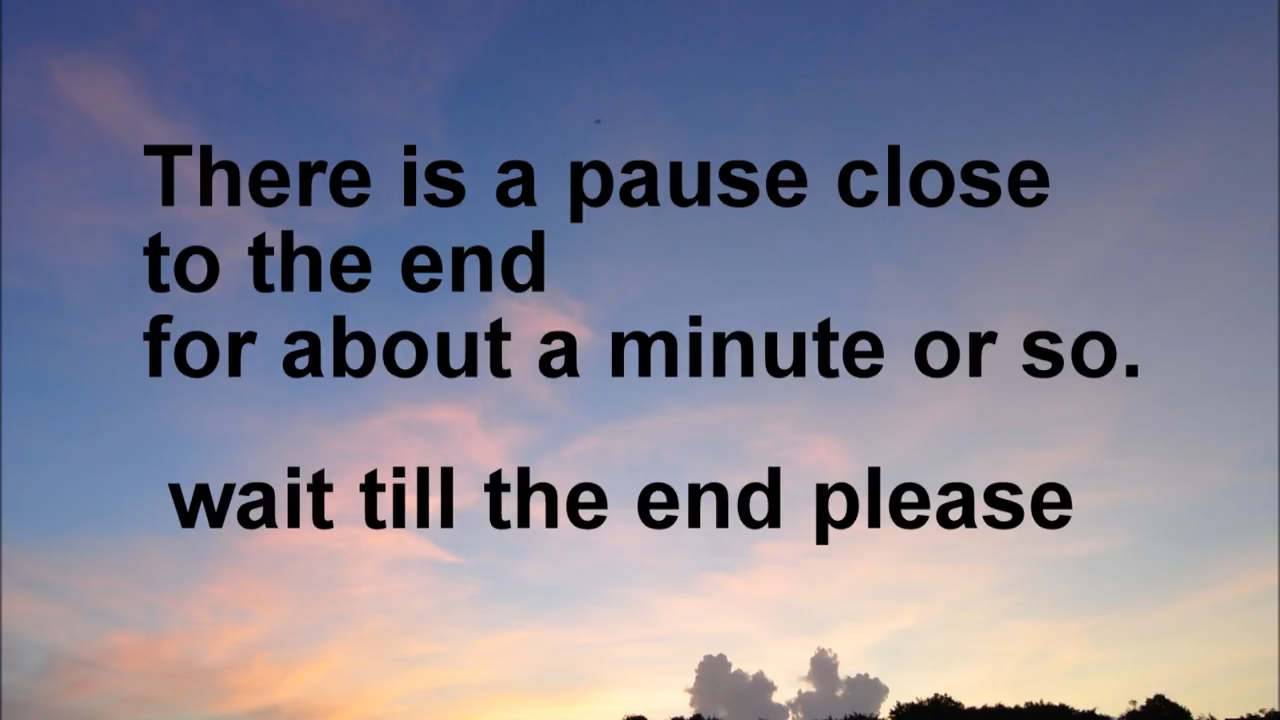 There is a pause close
to the end
for about a minute or so.
wait till the end please